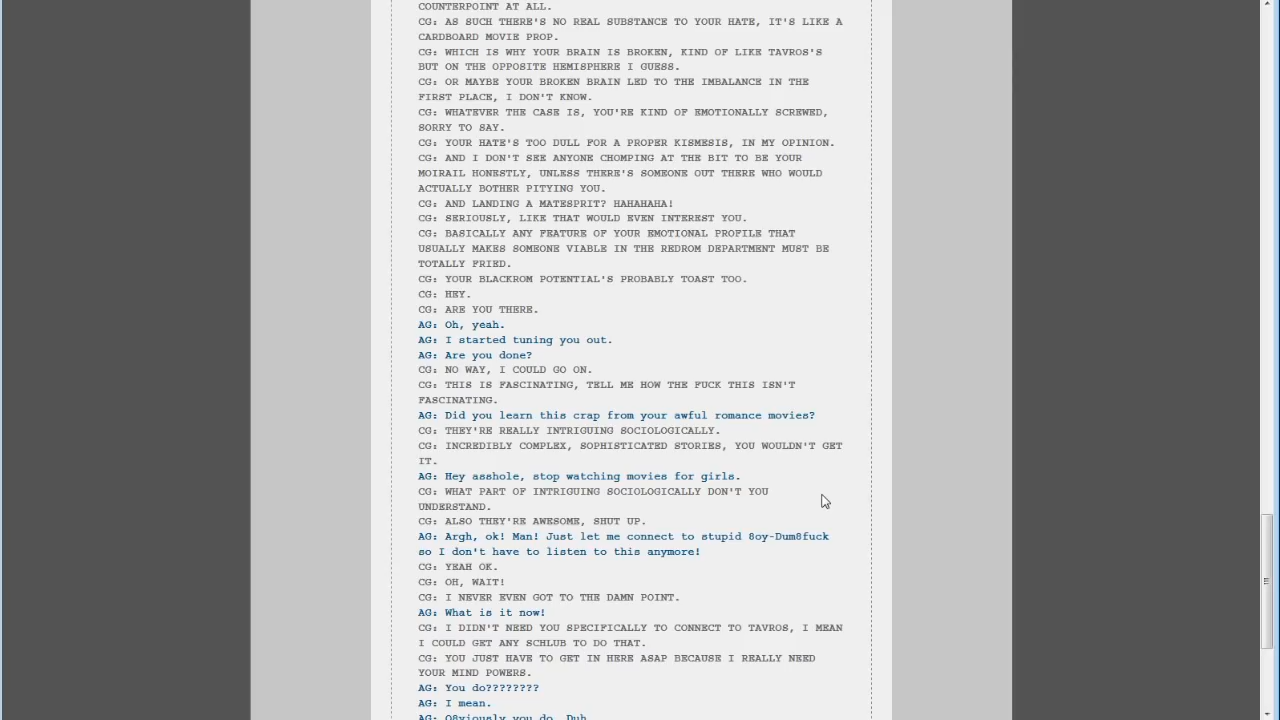 COUNTERPOINT AT ALL.
CG: AS SUCH THERE'S NO REAL SUBSTANCE TO YOUR HATE, IT'S LIKE A
CARDBOARD MOVIE PROP.
CG: WHICH IS WHY YOUR BRAIN IS BROKEN, KIND OF LIKE TAVROS'S
BUT ON THE OPPOSITE HEMISPHERE I GUESS.
CG: OR MAYBE YOUR BROKEN BRAIN LED TO THE IMBALANCE IN THE
FIRST PLACE, I DON'T KNOW.
CG: WHATEVER THE CASE IS, YOU'RE KIND OF EMOTIONALLY SCREWED,
SORRY TO SAY.
CG: YOUR HATE'S TOO DULL FOR A PROPER KISMESIS, IN MY OPINION.
CG: AND I DON'T SEE ANYONE CHOMPING AT THE BIT TO BE YOUR
MOIRAIL HONESTLY, UNLESS THERE'S SOMEONE OUT THERE WHO WOULD
ACTUALLY BOTHER PITYING YOU.
CG: AND LANDING A MATESPRIT? HAHAHAHA!
CG: SERIOUSLY, LIKE THAT WOULD EVEN INTEREST YOU.
CG: BASICALLY ANY FEATURE OF YOUR EMOTIONAL PROFILE THAT
USUALLY MAKES SOMEONE VIABLE IN THE REDROM DEPARTMENT MUST BE
TOTALLY FRIED.
CG: YOUR BLACKROM POTENTIAL'S PROBABLY TOAST TOO.
CG: HEY.
CG: ARE YOU THERE.
AG: Oh, yeah.
AG: I started tuning you out.
AG: Are you done?
CG: NO WAY, I COULD GO ON.
CG: THIS IS FASCINATING, TELL ME HOW THE FUCK THIS ISN'T
FASCINATING.
AG: Did you learn this crap from your awful romance movies?
CG: THEY'RE REALLY INTRIGUING SOCIOLOGICALLY.
CG: INCREDIBLY COMPLEX, SOPHISTICATED STORIES, YOU WOULDN'T GET
IT.
AG: Hey asshole, stop watching movies for girls.
CG: WHAT PART OF INTRIGUING SOCIOLOGICALLY DON'T YOU
UNDERSTAND.
CG: ALSO THEY'RE AWESOME, SHUT UP.
AG: Argh, ok! Man! Just let me connect to stupid 8oy-Dum8fuck
so I don't have to listen to this anymore!
CG: YEAH OK.
CG: OH, WAIT!
CG: I NEVER EVEN GOT TO THE DAMN POINT.
AG: What is it now!
CG: I DIDN'T NEED YOU SPECIFICALLY TO CONNECT TO TAVROS, I MEAN
I COULD GET ANY SCHLUB TO DO THAT.
CG: YOU JUST HAVE TO GET IN HERE ASAP BECAUSE I REALLY NEED
YOUR MIND POWERS.
AG: You do????????
AG: I mean.
AG: O8viously you do. Duh.